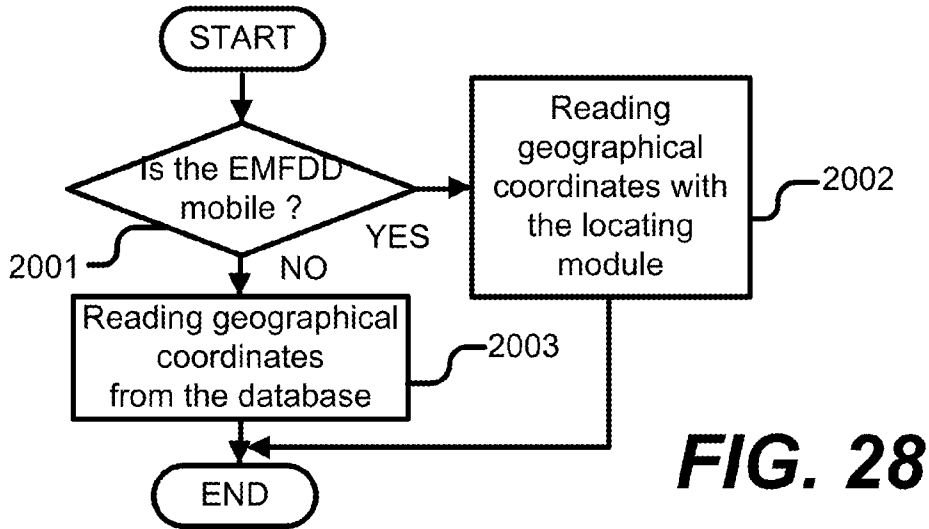 START
Is the EMFDD
mobile ?
2001
YES
NO
Reading
geographical
coordinates with
the locating
module
2002
Reading geographical
coordinates
from the database
2003
END
FIG. 28